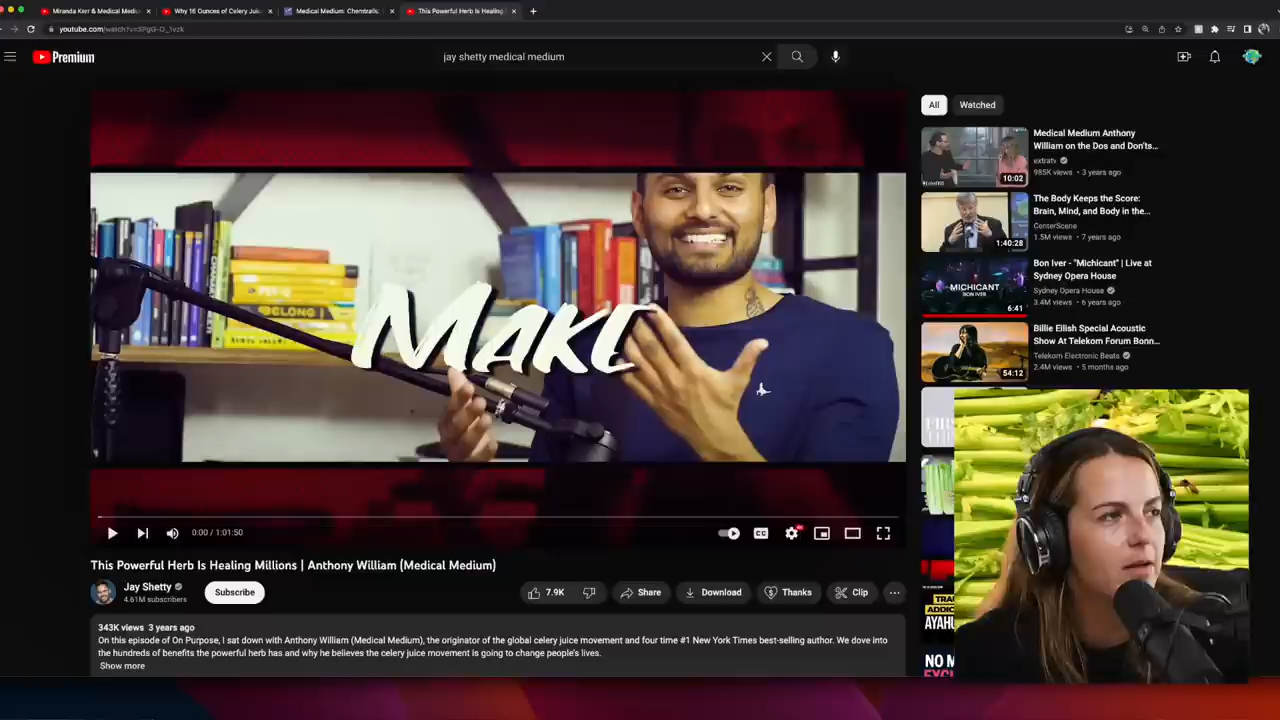 Miranda Kerr & Medical Mediu
Why 16 Ounces of Celery Juic
Medical Medium: Chemtrails,
This Powerful Herb Is Healing
youtube.com/watch?v=SPgG-O_1vzk
Premium
jay shetty medical medium
All
Watched
MAKE
Medical Medium Anthony
William on the Dos and Don'ts...
extratv
985K views • 3 years ago
10:02
The Body Keeps the Score:
Brain, Mind, and Body in the...
CenterScene
1.5M views • 7 years ago
1:40:28
Bon Iver - "Michicant" | Live at
Sydney Opera House
Sydney Opera House
3.4M views • 6 years ago
MICHICANT
BON IVER
6:41
Billie Eilish Special Acoustic
Show At Telekom Forum Bonn...
Telekom Electronic Beats
2.4M views • 5 months ago
54:12
BELONG
0:00 / 1:01:50
CC
This Powerful Herb Is Healing Millions | Anthony William (Medical Medium)
Jay Shetty
4.61M subscribers
Subscribe
7.9K
Share
Download
Thanks
Clip
343K views 3 years ago
On this episode of On Purpose, I sat down with Anthony William (Medical Medium), the originator of the global celery juice movement and four time #1 New York Times best-selling author. We dove into
the hundreds of benefits the powerful herb has and why he believes the celery juice movement is going to change people's lives.
Show more
TRAU
ADDIC
AYAHU
NO M